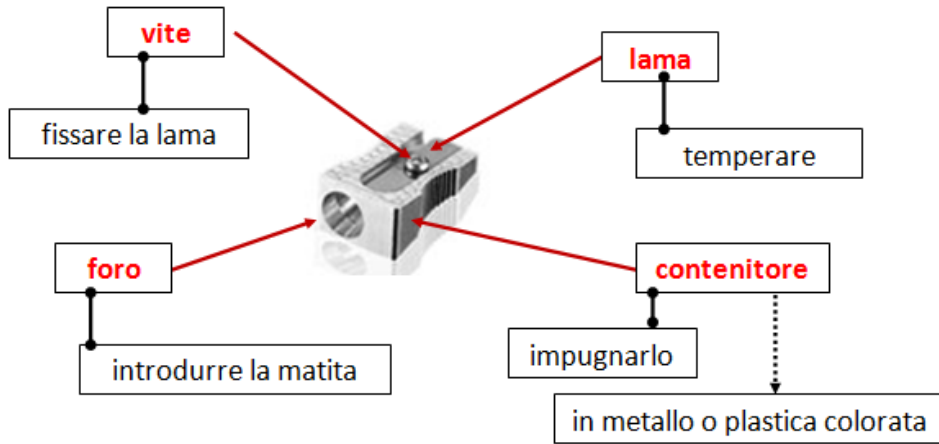 vite
lama
fissare la lama
temperare
foro
contenitore
introdurre la matita
impugnarlo
in metallo o plastica colorata